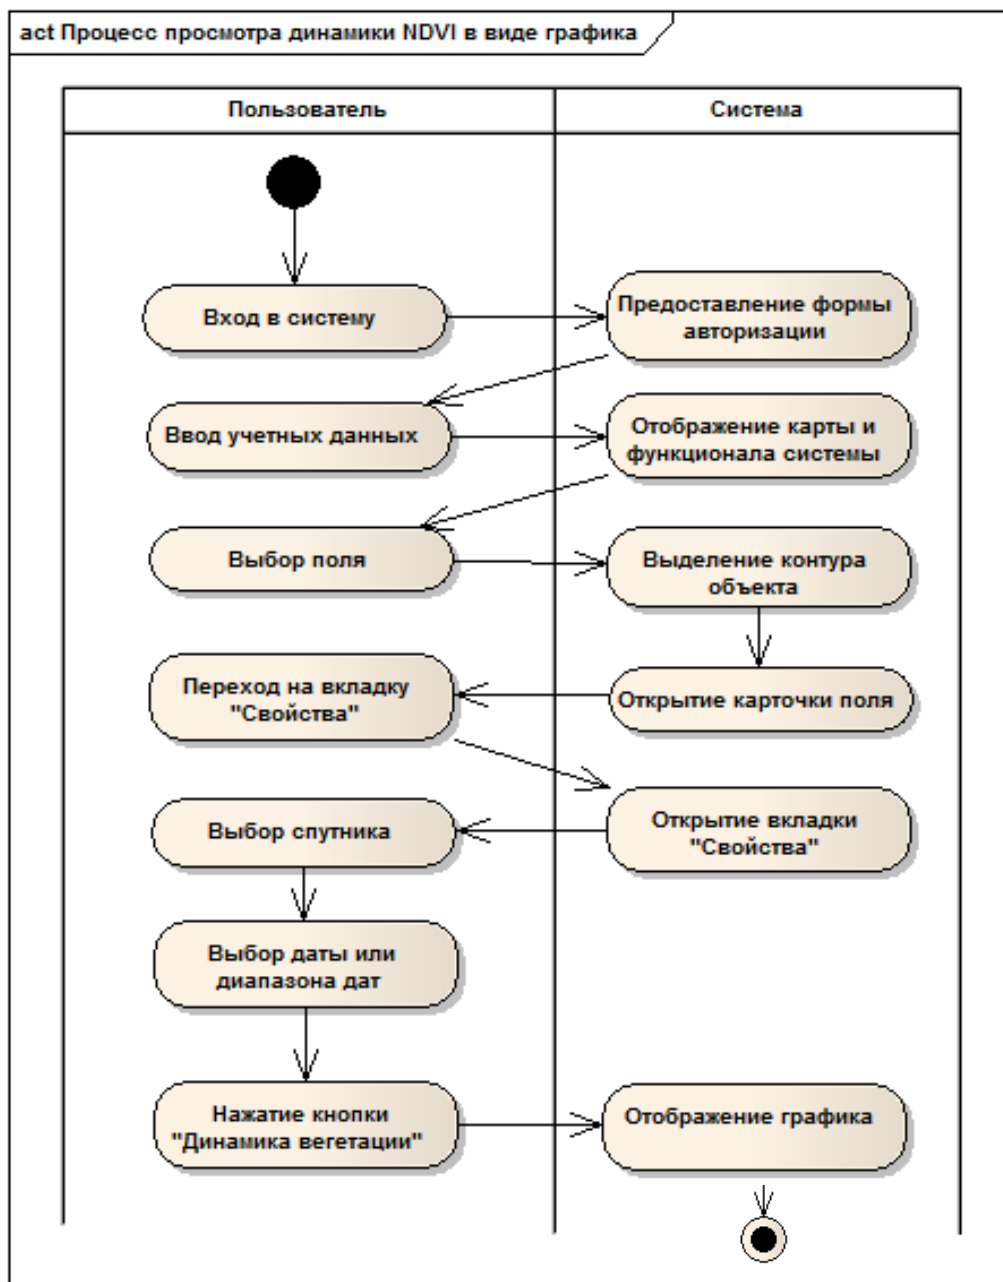 act Процесс просмотра динамики NDVI в виде графика
Пользователь
Система
Вход в систему
Предоставление формы
авторизации
Ввод учетных данных
Отображение карты и
функционала системы
Выбор поля
Выделение контура
объекта
Переход на вкладку
"Свойства"
Открытие карточки поля
Выбор спутника
Открытие вкладки
"Свойства"
Выбор даты или
диапазона дат
Нажатие кнопки
"Динамика вегетации"
Отображение графика